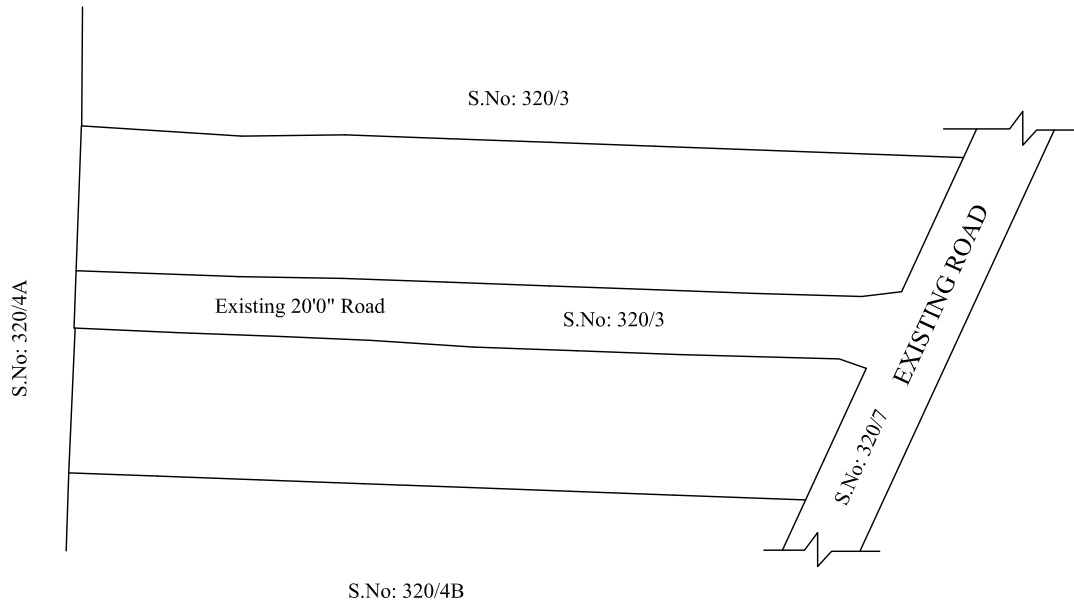 S.No: 320/3
Existing 20'0" Road
S.No: 320/3
EXISTING ROAD
S.No: 320/7
S.No: 320/4A
S.No: 320/4B